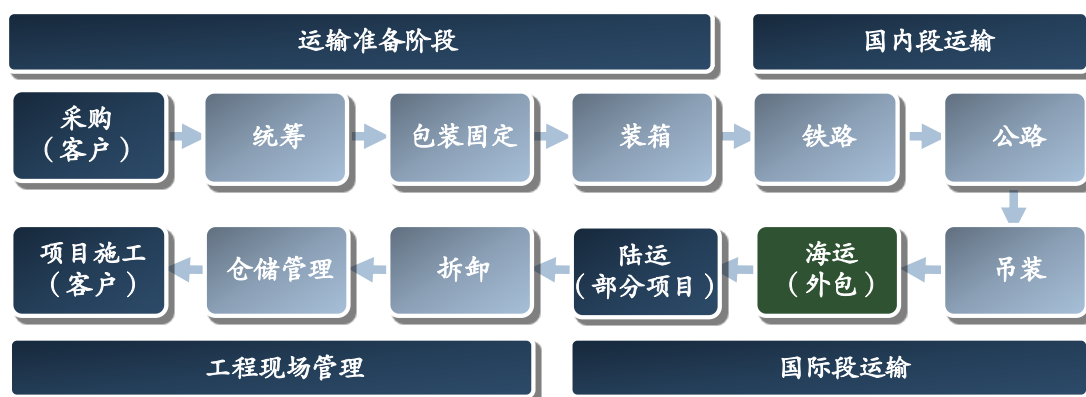 运输准备阶段
国内段运输
采购
（客户）
统筹
包装固定
装箱
铁路
公路
项目施工
（客户）
仓储管理
拆卸
陆运
（部分项目）
海运
（外包）
吊装
工程现场管理
国际段运输